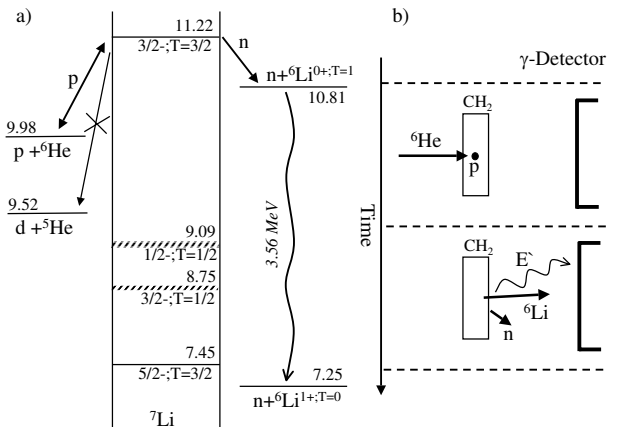 a)
11.22
3/2-;T=3/2
n
p
n+⁶Li⁰⁺;ᵀ⁼¹
10.81
9.98
p +⁶He
9.52
d +⁵He
3.56 MeV
9.09
1/2-;T=1/2
8.75
3/2-;T=1/2
7.45
5/2-;T=3/2
7.25
n+⁶Li¹⁺;ᵀ⁼⁰
⁷Li
b)
γ-Detector
CH₂
⁶He
p
Time
CH₂
E`
⁶Li
n